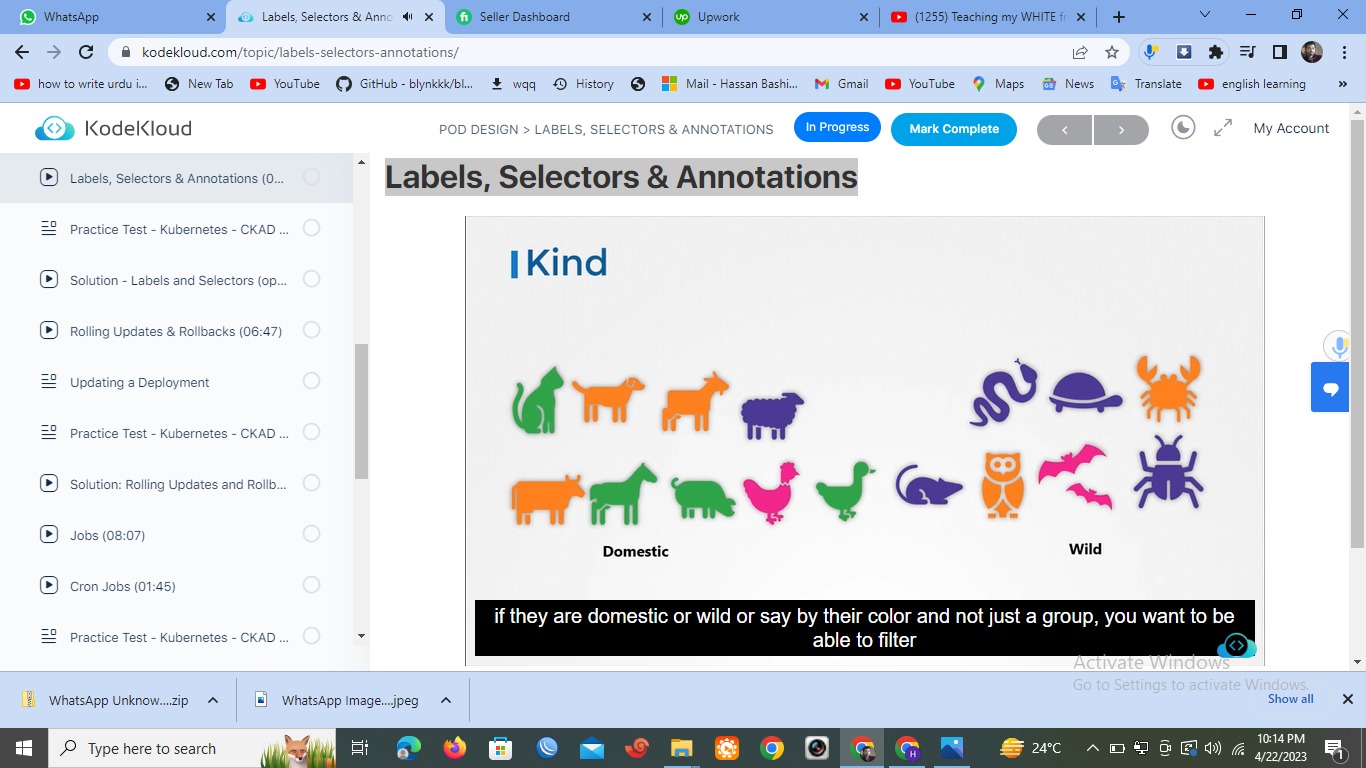 WhatsApp
Labels, Selectors & Anno
Seller Dashboard
Upwork
(1255) Teaching my WHITE fr
kodekloud.com/topic/labels-selectors-annotations/
how to write urdu i...
New Tab
YouTube
GitHub - blynkkk/bl...
wqq
History
Mail - Hassan Bashi...
Gmail
YouTube
Maps
News
Translate
english learning
»
KodeKloud
POD DESIGN > LABELS, SELECTORS & ANNOTATIONS
In Progress
Mark Complete
<
>
My Account
Labels, Selectors & Annotations (0...
Practice Test - Kubernetes - CKAD ...
Solution - Labels and Selectors (op...
Rolling Updates & Rollbacks (06:47)
Updating a Deployment
Practice Test - Kubernetes - CKAD ...
Solution: Rolling Updates and Rollb...
Jobs (08:07)
Cron Jobs (01:45)
Practice Test - Kubernetes - CKAD ...
Labels, Selectors & Annotations
Kind
Domestic
Wild
if they are domestic or wild or say by their color and not just a group, you want to be
able to filter
Activate Windows
Go to Settings to activate Windows.
WhatsApp Unknow....zip
WhatsApp Image....jpeg
Show all
Type here to search
24°C
10:14 PM
4/22/2023
1